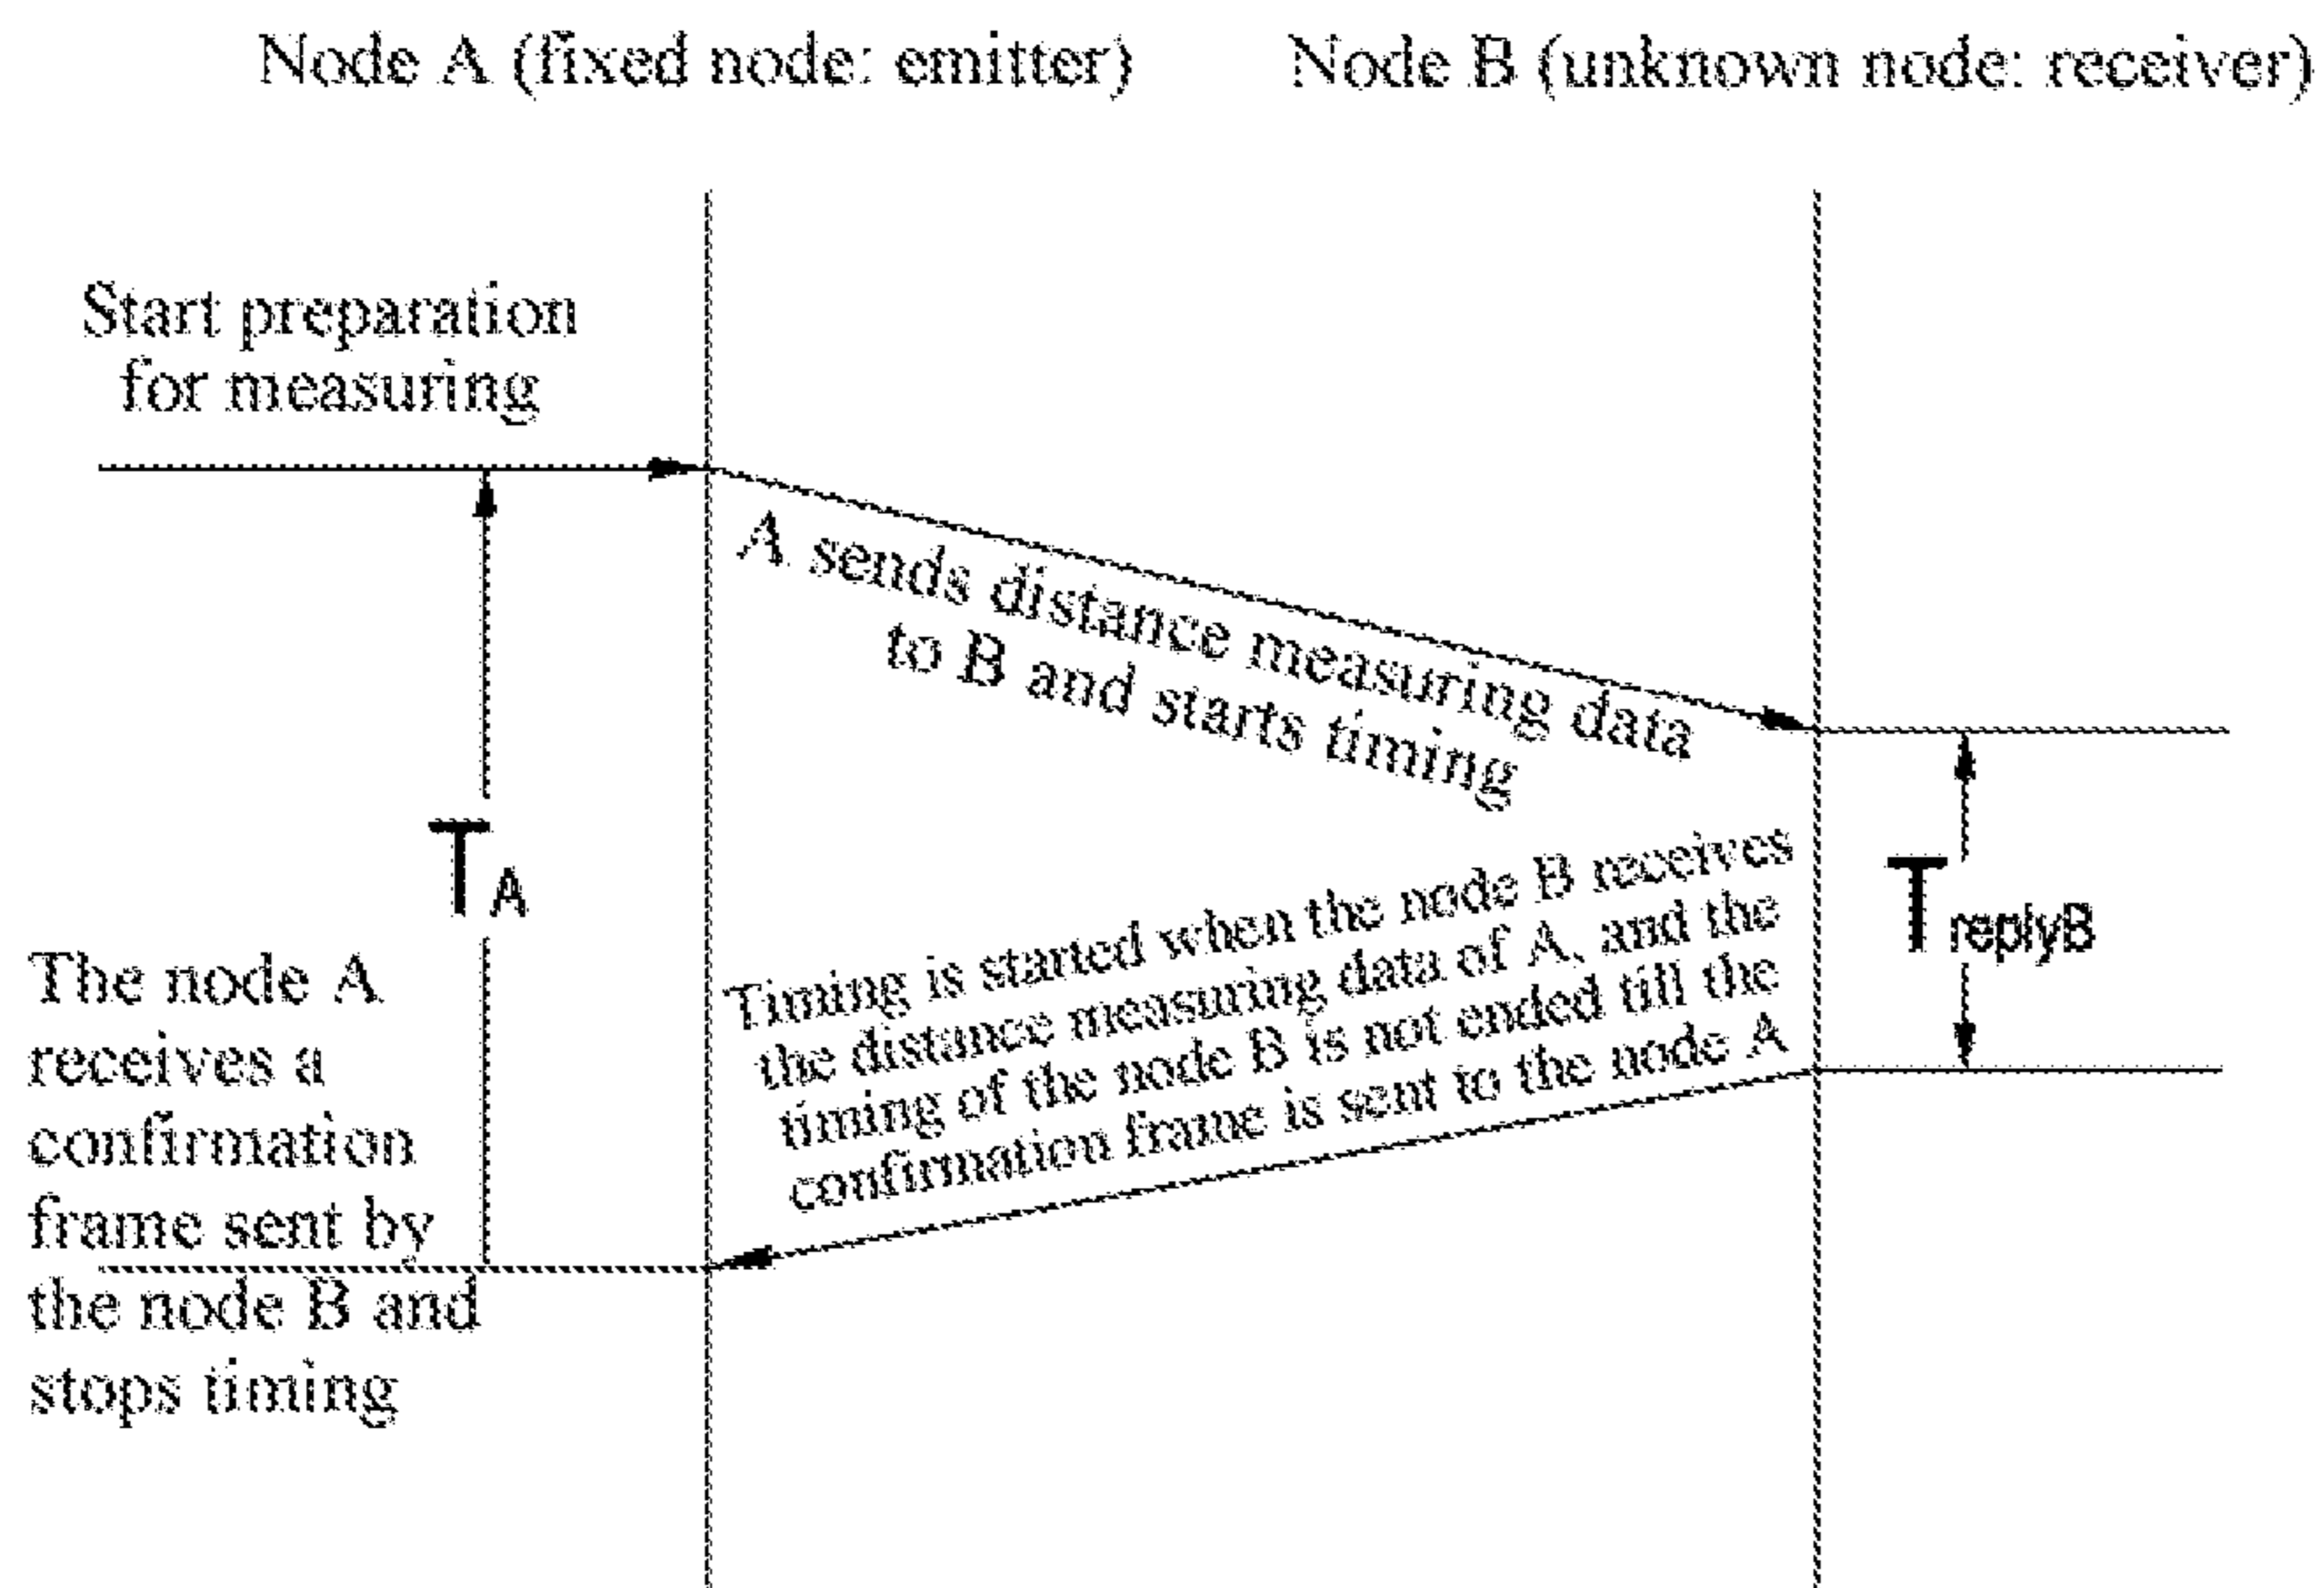 Node A (fixed node: emitter)
Node B (unknown node: receiver)
Start preparation
for measuring
A sends distance measuring data
to B and starts timing
TA
Timing is started when the node B receives
the distance measuring data of A, and the
timing of the node B is not ended till the
confirmation frame is sent to the node A
TreplyB
The node A
receives a
confirmation
frame sent by
the node B and
stops timing